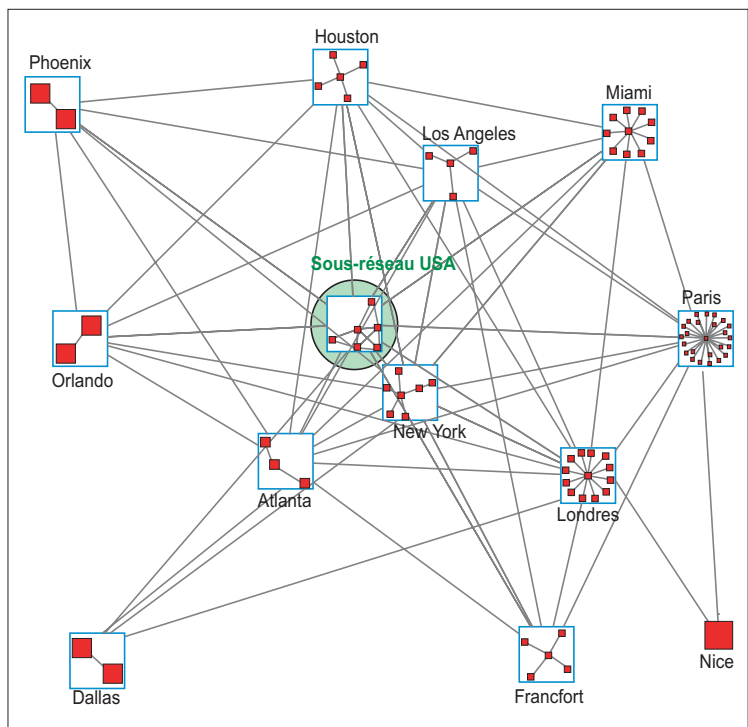 Houston
Phoenix
Miami
Los Angeles
Sous-réseau USA
Paris
Orlando
New York
Atlanta
Londres
Nice
Dallas
Francfort